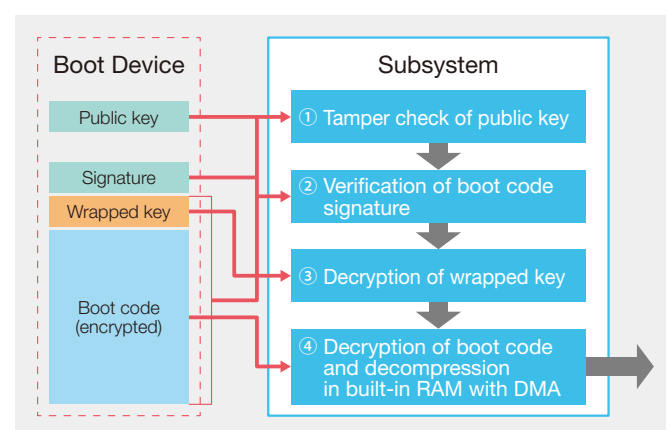 Boot Device
Public key
Signature
Wrapped key
Boot code
(encrypted)
Subsystem
① Tamper check of public key
② Verification of boot code
signature
③ Decryption of wrapped key
④ Decryption of boot code
and decompression
in built-in RAM with DMA